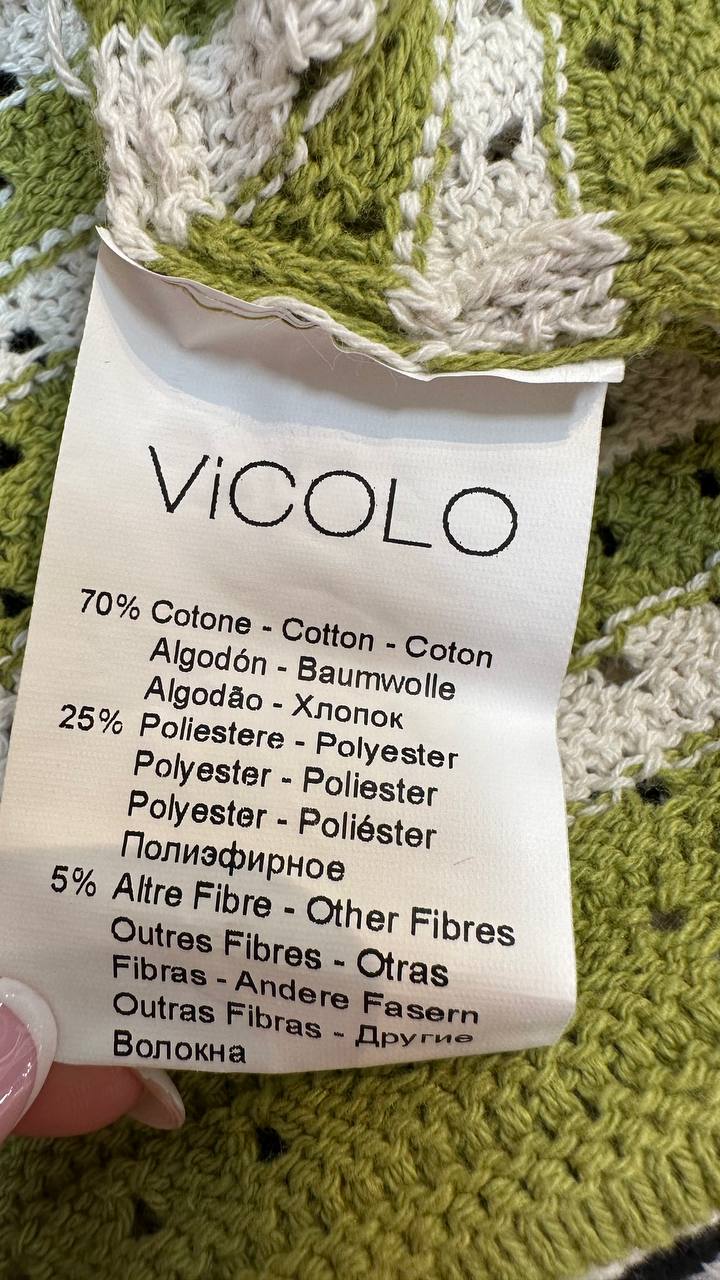 ViCOLO
70% Cotone - Cotton - Coton
Algodón - Baumwolle
Algodão - Хлопок
25% Poliestere - Polyester
Polyester - Poliester
Polyester - Poliéster
Полиэфирное
5% Altre Fibre - Other Fibres
Outres Fibres - Otras
Fibras - Andere Fasern
Outras Fibras - Другие
Волокна